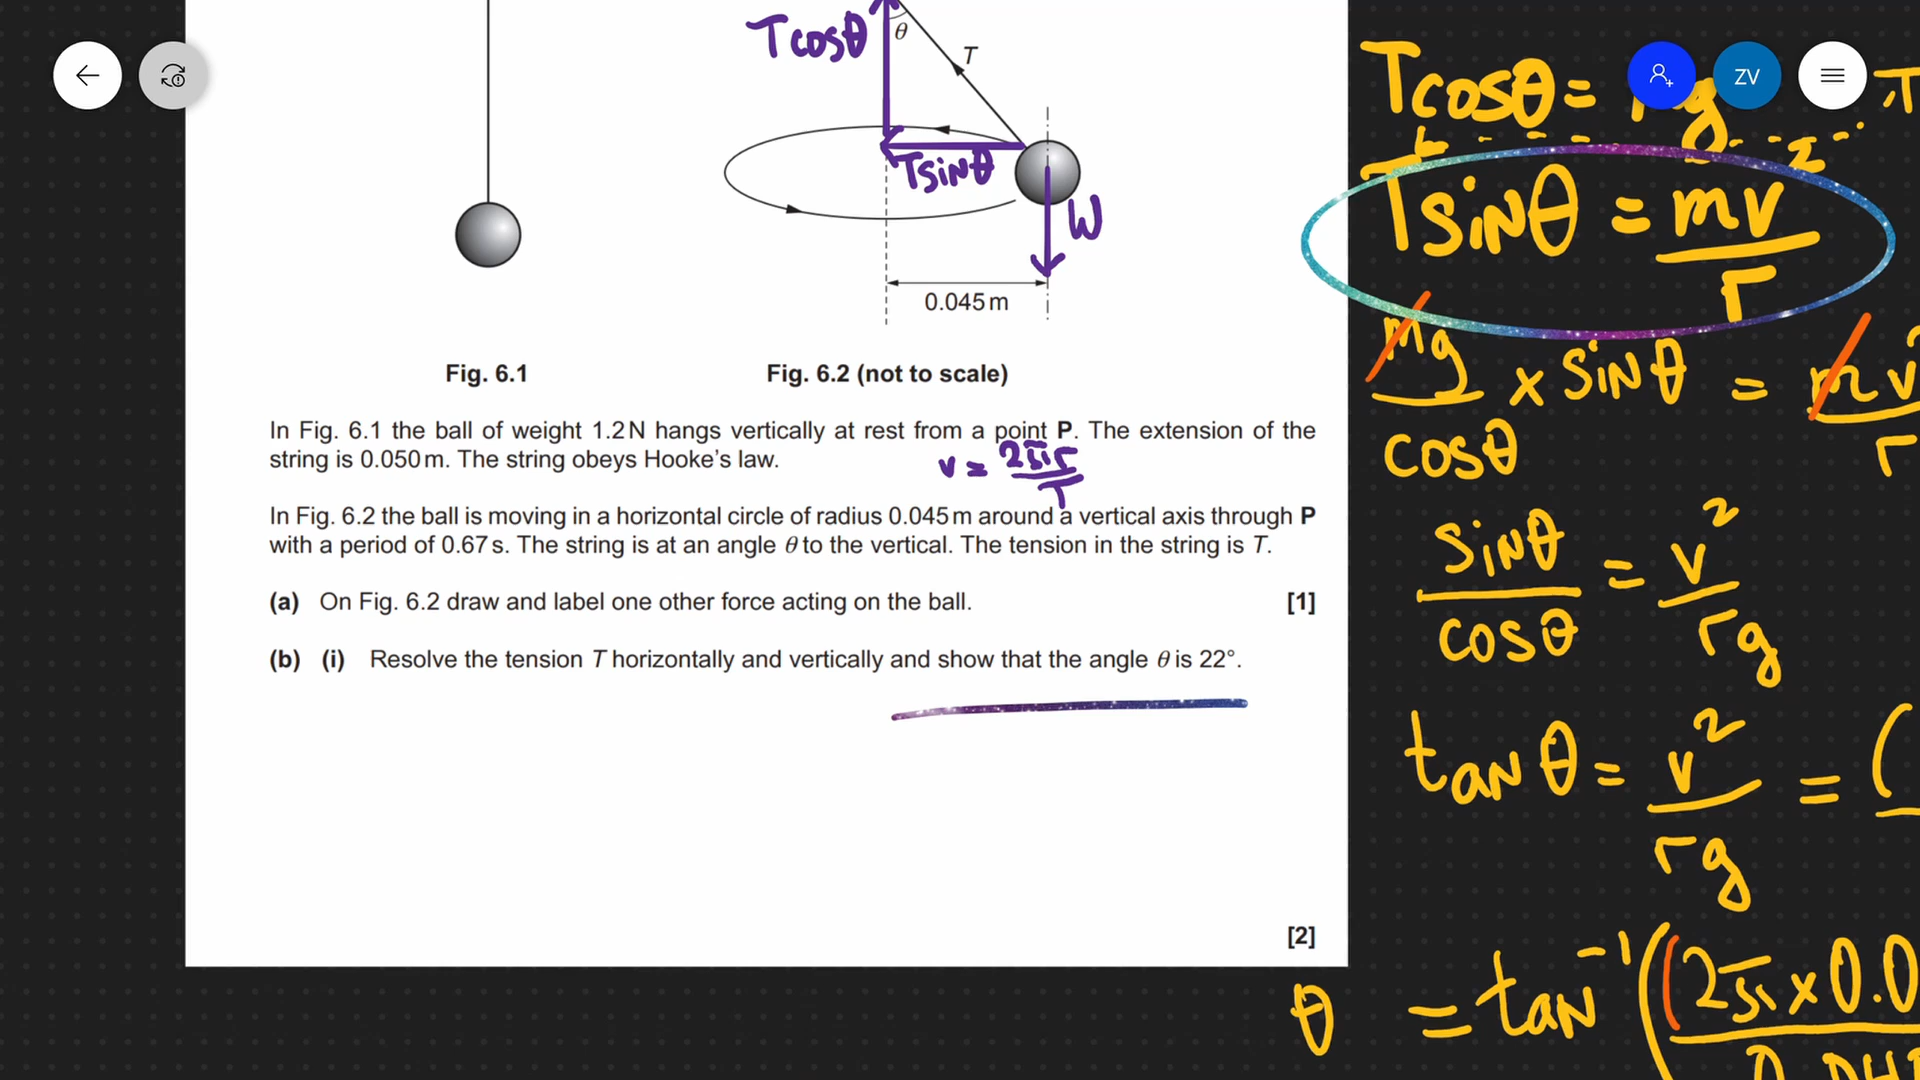 Tcosθ
θ
T
Tsinθ
W
0.045 m
Fig. 6.1
Fig. 6.2 (not to scale)
In Fig. 6.1 the ball of weight 1.2 N hangs vertically at rest from a point P. The extension of the
string is 0.050 m. The string obeys Hooke's law.
v = 2πr/T
In Fig. 6.2 the ball is moving in a horizontal circle of radius 0.045 m around a vertical axis through P
with a period of 0.67 s. The string is at an angle θ to the vertical. The tension in the string is T.
(a) On Fig. 6.2 draw and label one other force acting on the ball. [1]
(b) (i) Resolve the tension T horizontally and vertically and show that the angle θ is 22°.
[2]
ZV
Tcosθ = g
Tsinθ = mv²/r
mg/cosθ × sinθ = mv²/r
sinθ/cosθ = v²/rg
tanθ = v²/rg = (
θ = tan⁻¹((2π×0.0